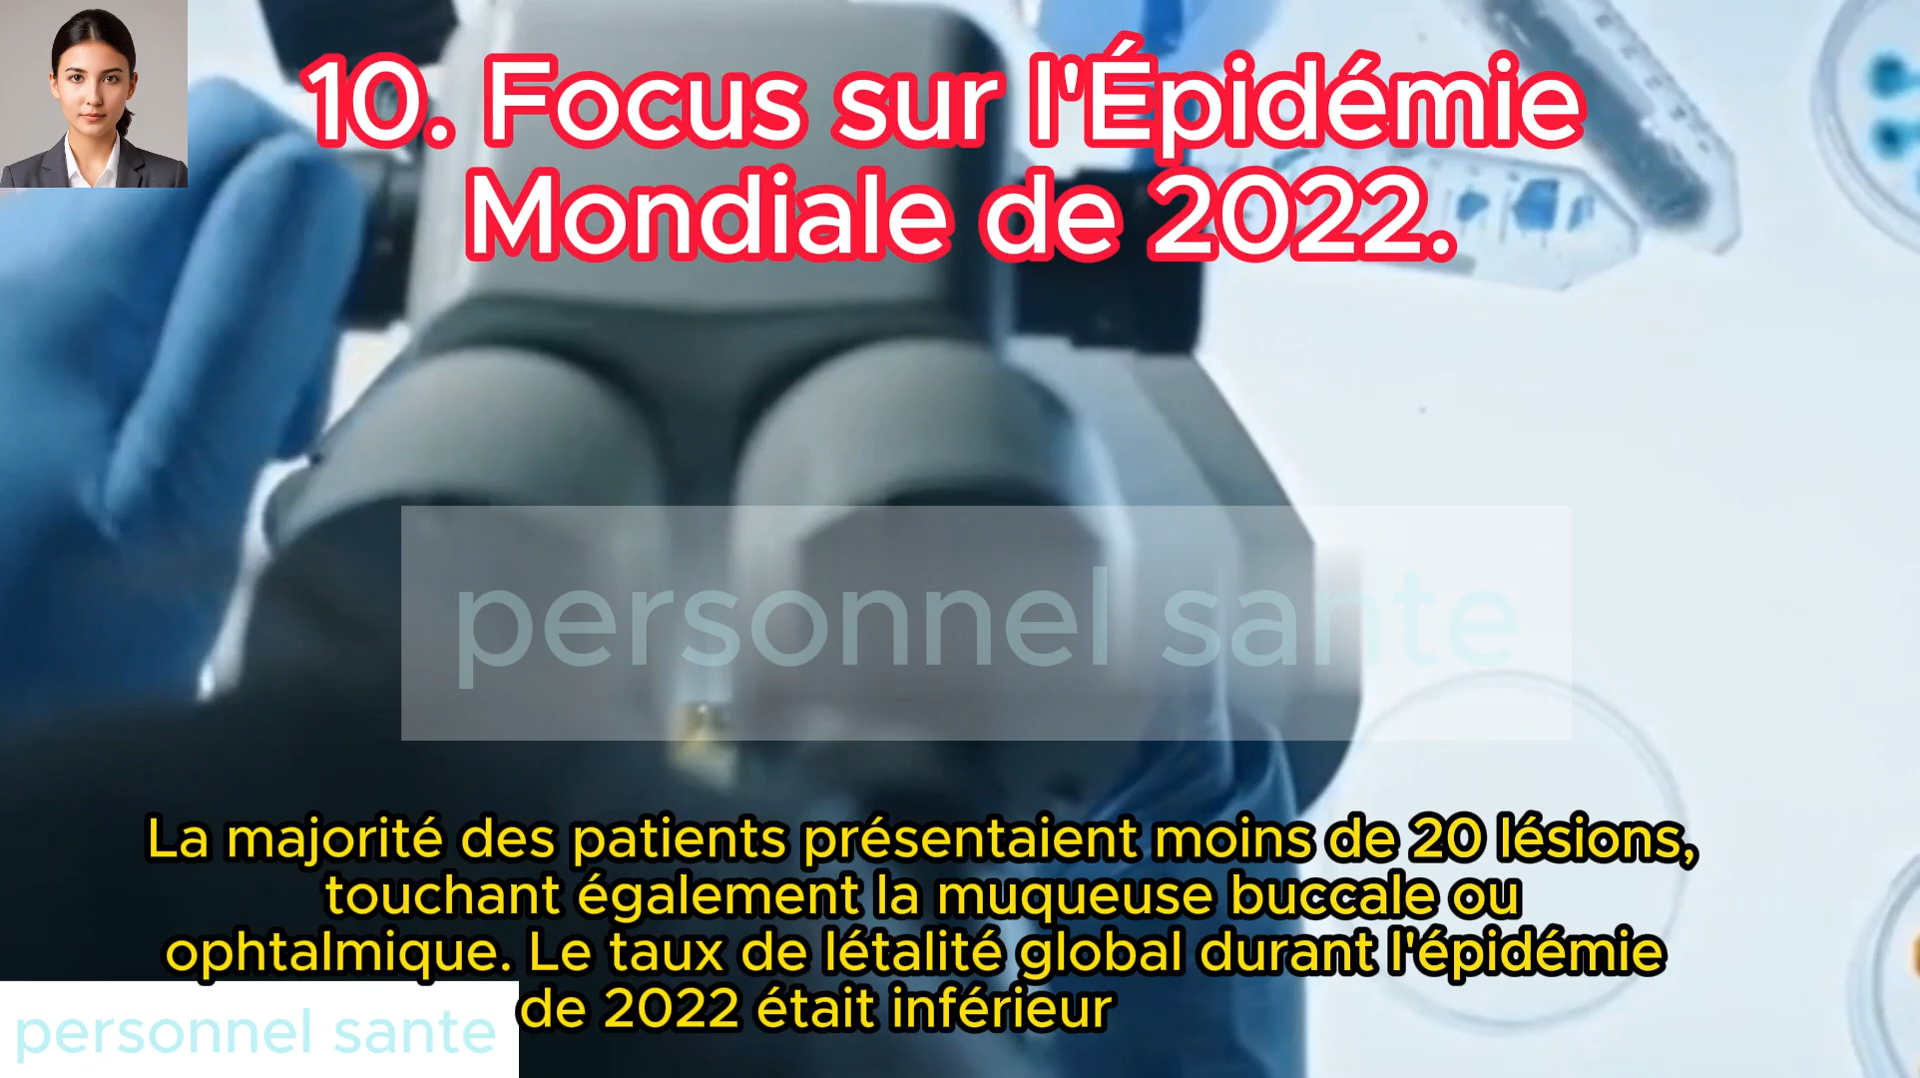 10. Focus sur l'Épidémie
Mondiale de 2022.
personnel sante
La majorité des patients présentaient moins de 20 lésions,
touchant également la muqueuse buccale ou
ophtalmique. Le taux de létalité global durant l'épidémie
de 2022 était inférieur
personnel sante